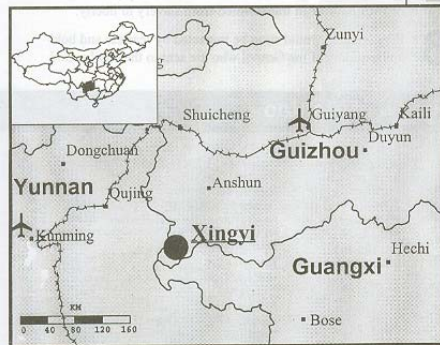 Zunyi
Shuicheng
Guiyang
Kaili
Duyun
Guizhou
Dongchuan
Yunnan
Anshun
Qujing
Xingyi
Kunming
Hechi
Guangxi
KM
0 40 80 120 160
Bose